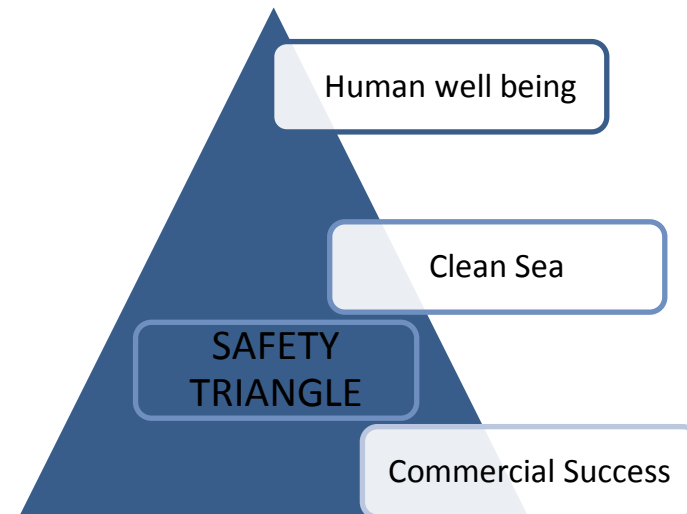 Human well being
Clean Sea
SAFETY
TRIANGLE
Commercial Success